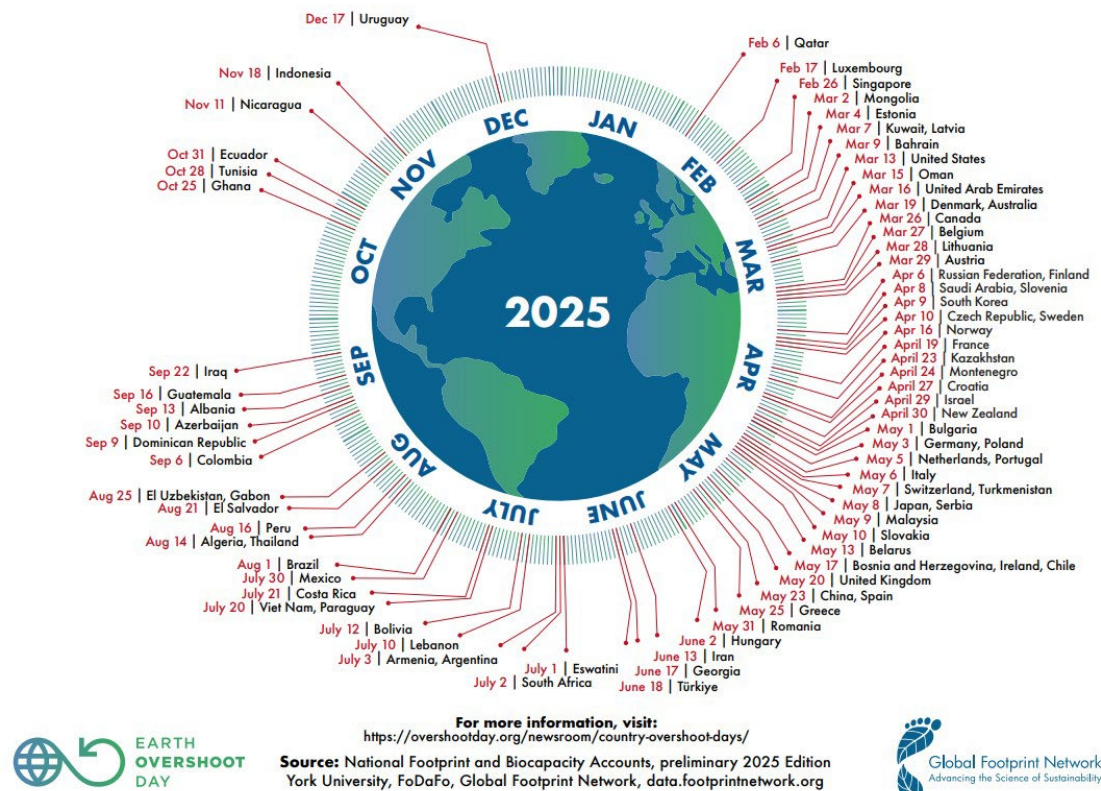 Dec 17 | Uruguay
Nov 18 | Indonesia
Nov 11 | Nicaragua
Oct 31 | Ecuador
Oct 28 | Tunisia
Oct 25 | Ghana
Sep 22 | Iraq
Sep 16 | Guatemala
Sep 13 | Albania
Sep 10 | Azerbaijan
Sep 9 | Dominican Republic
Sep 6 | Colombia
Aug 25 | El Uzbekistan, Gabon
Aug 21 | El Salvador
Aug 16 | Peru
Aug 14 | Algeria, Thailand
Aug 1 | Brazil
July 30 | Mexico
July 21 | Costa Rica
July 20 | Viet Nam, Paraguay
July 12 | Bolivia
July 10 | Lebanon
July 3 | Armenia, Argentina
July 1 | Eswatini
July 2 | South Africa
Feb 6 | Qatar
Feb 17 | Luxembourg
Feb 26 | Singapore
Mar 2 | Mongolia
Mar 4 | Estonia
Mar 7 | Kuwait, Latvia
Mar 9 | Bahrain
Mar 13 | United States
Mar 15 | Oman
Mar 16 | United Arab Emirates
Mar 19 | Denmark, Australia
Mar 26 | Canada
Mar 27 | Belgium
Mar 28 | Lithuania
Mar 29 | Austria
Apr 6 | Russian Federation, Finland
Apr 8 | Saudi Arabia, Slovenia
Apr 9 | South Korea
Apr 10 | Czech Republic, Sweden
Apr 16 | Norway
April 19 | France
April 23 | Kazakhstan
April 24 | Montenegro
April 27 | Croatia
April 29 | Israel
April 30 | New Zealand
May 1 | Bulgaria
May 3 | Germany, Poland
May 5 | Netherlands, Portugal
May 6 | Italy
May 7 | Switzerland, Turkmenistan
May 8 | Japan, Serbia
May 9 | Malaysia
May 10 | Slovakia
May 13 | Belarus
May 17 | Bosnia and Herzegovina, Ireland, Chile
May 20 | United Kingdom
May 23 | China, Spain
May 25 | Greece
May 31 | Romania
June 2 | Hungary
June 13 | Iran
June 17 | Georgia
June 18 | Türkiye
JAN
FEB
MAR
APR
MAY
JUNE
JULY
AUG
SEP
OCT
NOV
DEC
2025
EARTH
OVERSHOOT
DAY
For more information, visit:
https://overshootday.org/newsroom/country-overshoot-days/
Source: National Footprint and Biocapacity Accounts, preliminary 2025 Edition
York University, FoDaFo, Global Footprint Network, data.footprintnetwork.org
Global Footprint Network
Advancing the Science of Sustainability